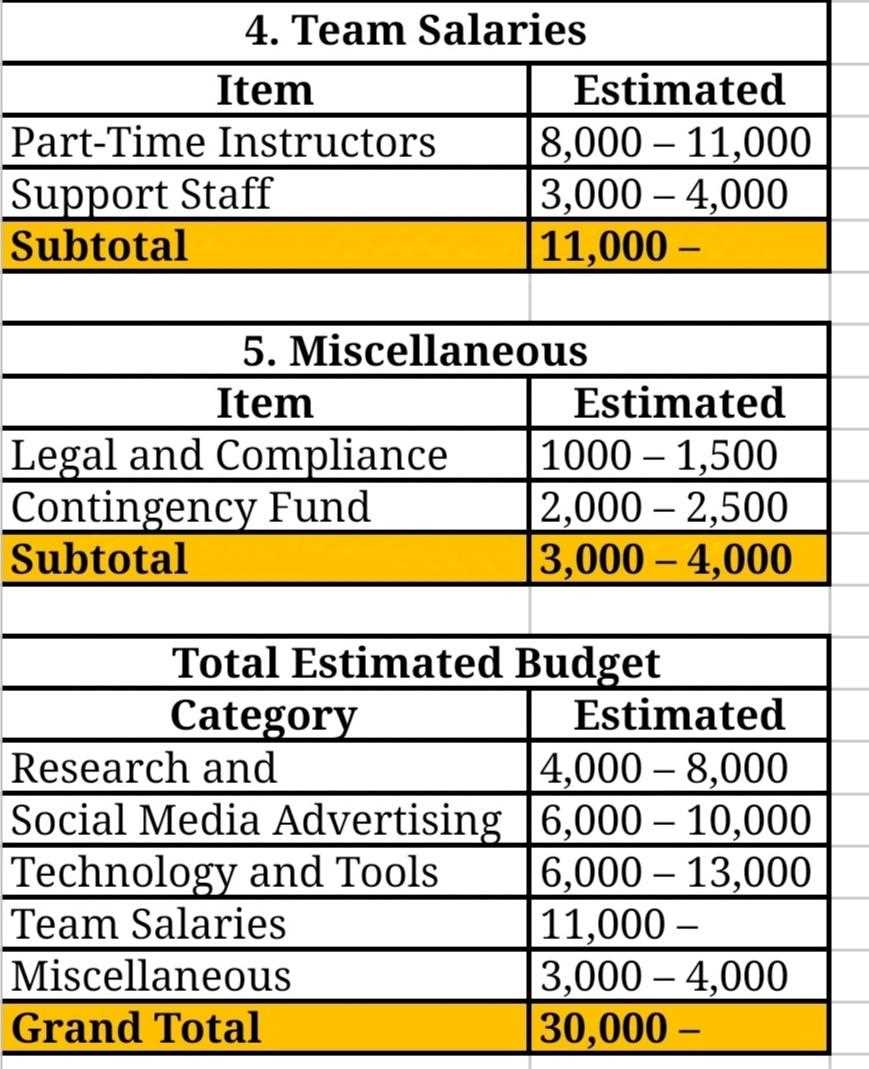 4. Team Salaries
Item Estimated
Part-Time Instructors 8,000 – 11,000
Support Staff 3,000 – 4,000
Subtotal 11,000 –
5. Miscellaneous
Item Estimated
Legal and Compliance 1000 – 1,500
Contingency Fund 2,000 – 2,500
Subtotal 3,000 – 4,000
Total Estimated Budget
Category Estimated
Research and 4,000 – 8,000
Social Media Advertising 6,000 – 10,000
Technology and Tools 6,000 – 13,000
Team Salaries 11,000 –
Miscellaneous 3,000 – 4,000
Grand Total 30,000 –